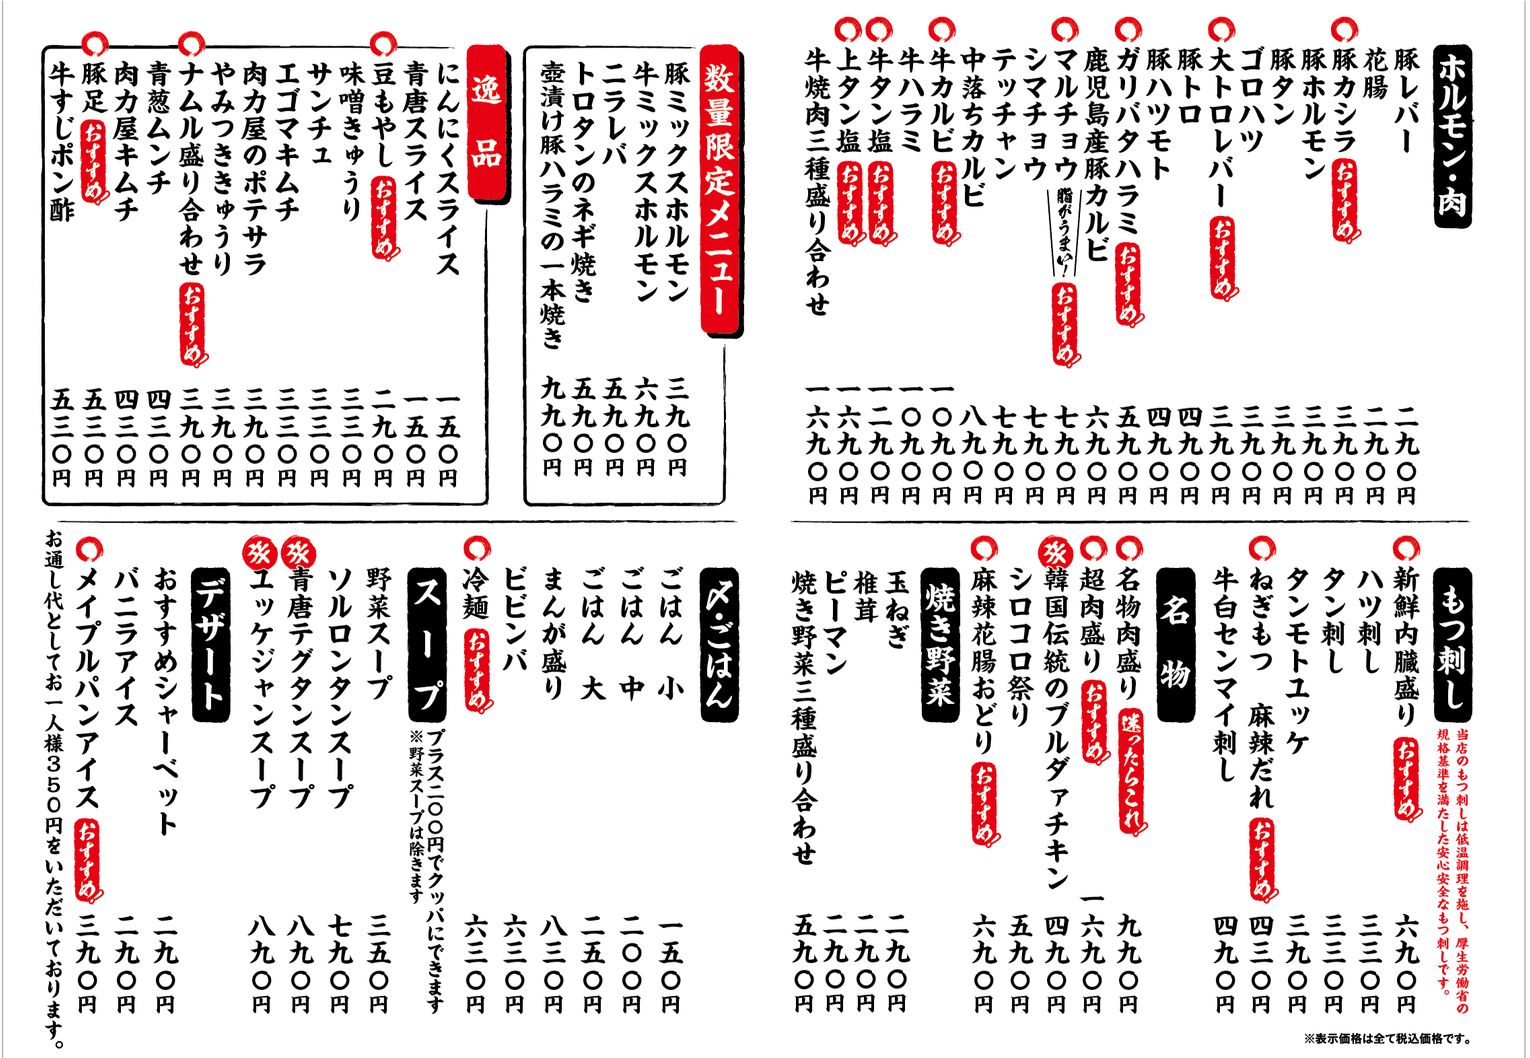 ホルモン・肉
豚レバー 二九〇円
花腸 二九〇円
豚カシラ おすすめ 三九〇円
豚ホルモン 三九〇円
豚タン 三九〇円
ゴロハツ 三九〇円
大トロレバー おすすめ 三九〇円
豚トロ 四九〇円
豚ハツモト 四九〇円
ガリバタハラミ おすすめ 五九〇円
鹿児島産豚カルビ 六九〇円
マルチョウ 脂がうまい! おすすめ 七九〇円
シマチョウ 七九〇円
テッチャン 七九〇円
中落ちカルビ 八九〇円
牛カルビ おすすめ 一〇九〇円
牛ハラミ 一〇九〇円
牛タン塩 おすすめ 一二九〇円
上タン塩 おすすめ 一六九〇円
牛焼肉三種盛り合わせ 一六九〇円
数量限定メニュー
豚ミックスホルモン 三九〇円
牛ミックスホルモン 六九〇円
ニラレバ 五九〇円
トロタンのネギ焼き 五九〇円
壺漬け豚ハラミの一本焼き 九九〇円
逸品
にんにくスライス 一五〇円
青唐スライス 一五〇円
豆もやし おすすめ 二九〇円
味噌きゅうり 三三〇円
サンチュ 三三〇円
エゴマキムチ 三三〇円
肉力屋のポテサラ 三九〇円
やみつききゅうり 三九〇円
ナムル盛り合わせ おすすめ 三九〇円
青葱ムンチ 四三〇円
肉力屋キムチ 四三〇円
豚足 おすすめ 五三〇円
牛すじポン酢 五三〇円
もつ刺し
当店のもつ刺しは低温調理を施し、厚生労働省の
規格基準を満たした安心安全なもつ刺しです。
新鮮内臓盛り おすすめ 六九〇円
ハツ刺し 三三〇円
タン刺し 三三〇円
タンモトユッケ 三九〇円
ねぎもつ 麻辣だれ おすすめ 四三〇円
牛白センマイ刺し 四九〇円
名物
名物肉盛り 迷ったらこれ 九九〇円
超肉盛り おすすめ 一六九〇円
辛 韓国伝統のブルダァチキン 四九〇円
シロコロ祭り 五九〇円
麻辣花腸おどり おすすめ 六九〇円
焼き野菜
玉ねぎ 二九〇円
椎茸 二九〇円
ピーマン 二九〇円
焼き野菜三種盛り合わせ 五九〇円
〆・ごはん
ごはん 小 一五〇円
ごはん 中 二〇〇円
ごはん 大 二五〇円
まんが盛り 八三〇円
ビビンバ 六三〇円
冷麺 おすすめ 六三〇円
スープ
プラス二〇〇円でクッパにできます
※野菜スープは除きます
野菜スープ 三五〇円
ソルロンタンスープ 七九〇円
辛 青唐テグタンスープ 八九〇円
辛 ユッケジャンスープ 八九〇円
デザート
おすすめシャーベット 二九〇円
バニラアイス 二九〇円
メイプルパンアイス おすすめ 三九〇円
お通し代としてお一人様350円をいただいております。
※表示価格は全て税込価格です。